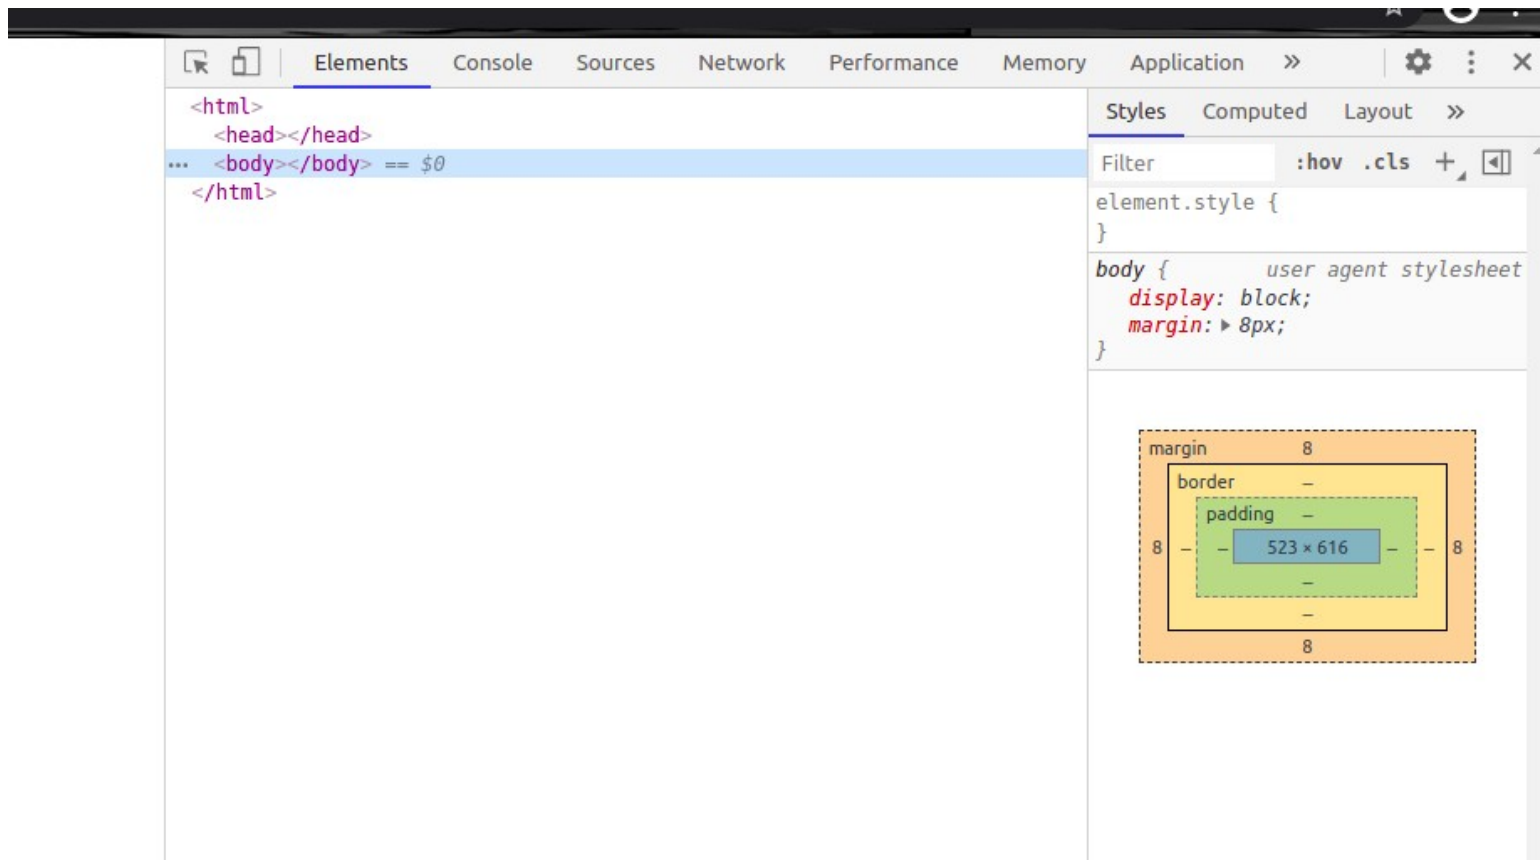 Elements Console Sources Network Performance Memory Application »
<html>
<head></head>
... <body></body> == $0
</html>
Styles Computed Layout »
Filter :hov .cls +
element.style {
}
body { user agent stylesheet
display: block;
margin: 8px;
}
margin 8
border –
padding –
8 – – 523 × 616 – – 8
–
–
8